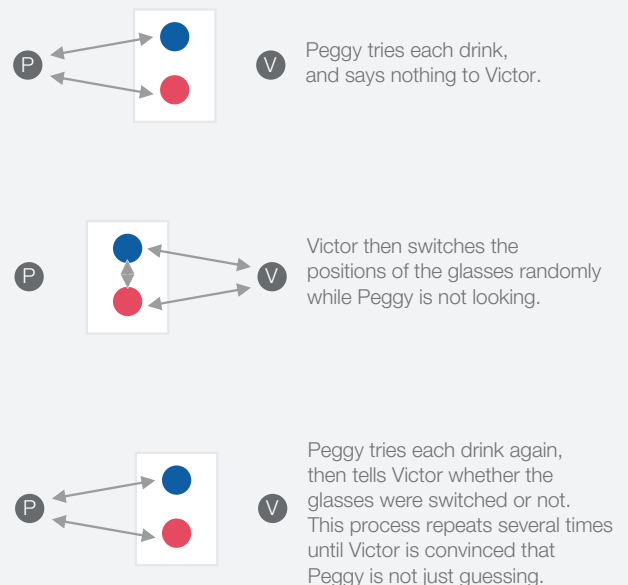 Peggy tries each drink,
P V
and says nothing to Victor.
Victor then switches the
P V
positions of the glasses randomly
while Peggy is not looking.
Peggy tries each drink again,
then tells Victor whether the
P V
glasses were switched or not.
This process repeats several times
until Victor is convinced that
Peggy is not just guessing.